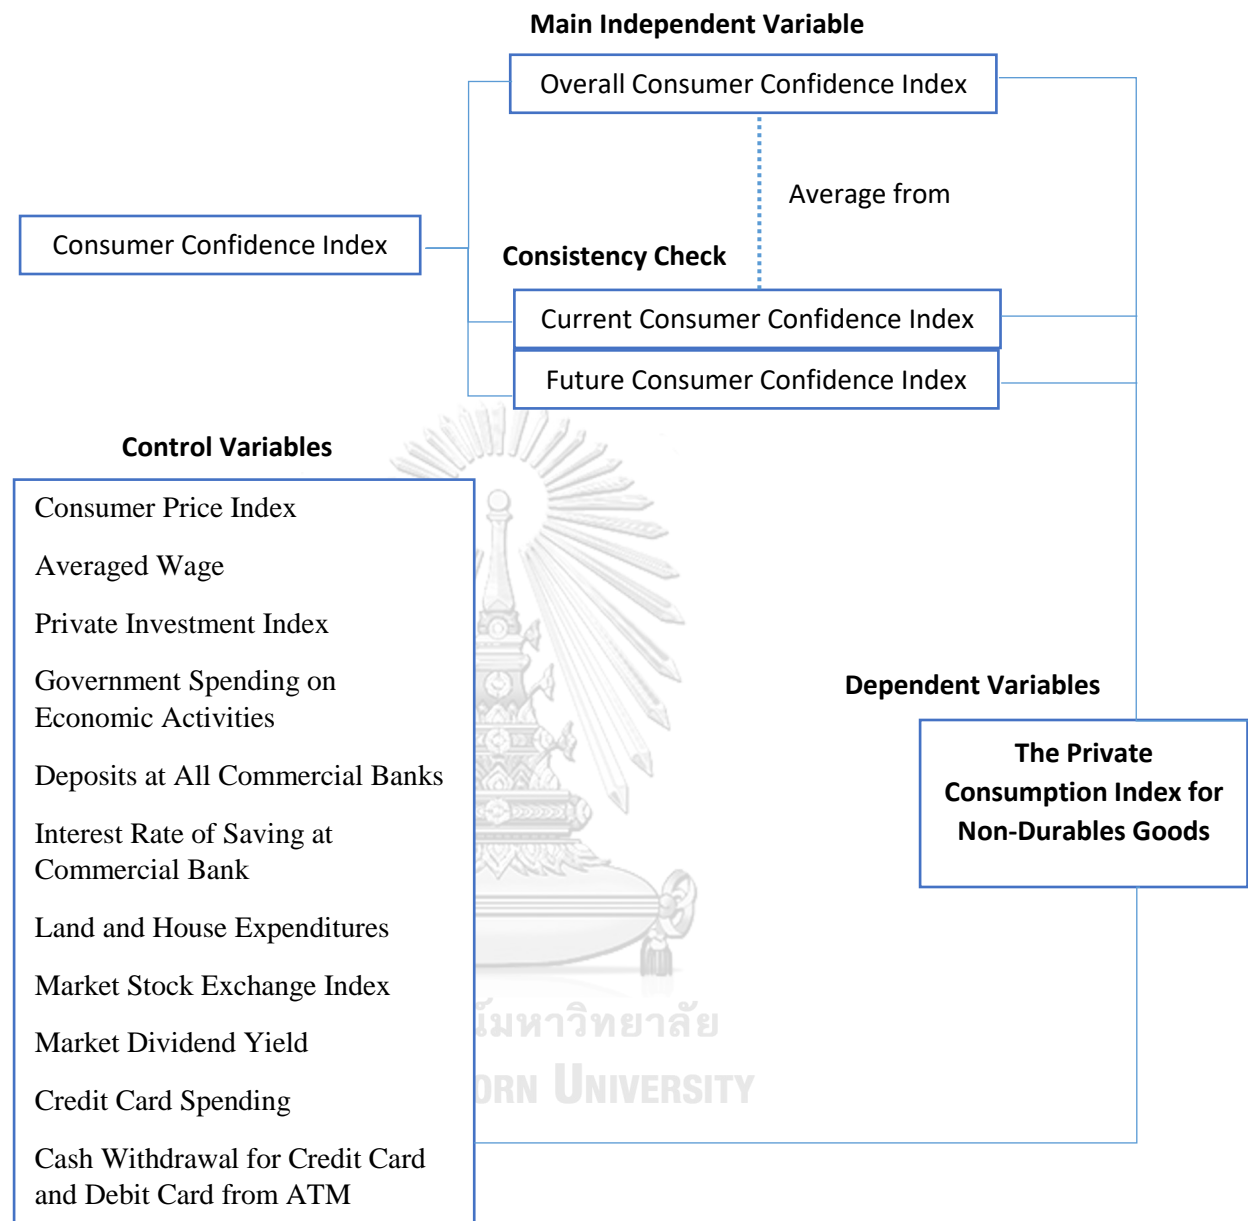 Main Independent Variable
Overall Consumer Confidence Index
Average from
Consumer Confidence Index
Consistency Check
Current Consumer Confidence Index
Future Consumer Confidence Index
Control Variables
Consumer Price Index
Averaged Wage
Private Investment Index
Government Spending on
Economic Activities
Deposits at All Commercial Banks
Interest Rate of Saving at
Commercial Bank
Land and House Expenditures
Market Stock Exchange Index
Market Dividend Yield
Credit Card Spending
Cash Withdrawal for Credit Card
and Debit Card from ATM
Dependent Variables
The Private
Consumption Index for
Non-Durables Goods
มหาวิทยาลัย
ORN UNIVERSITY